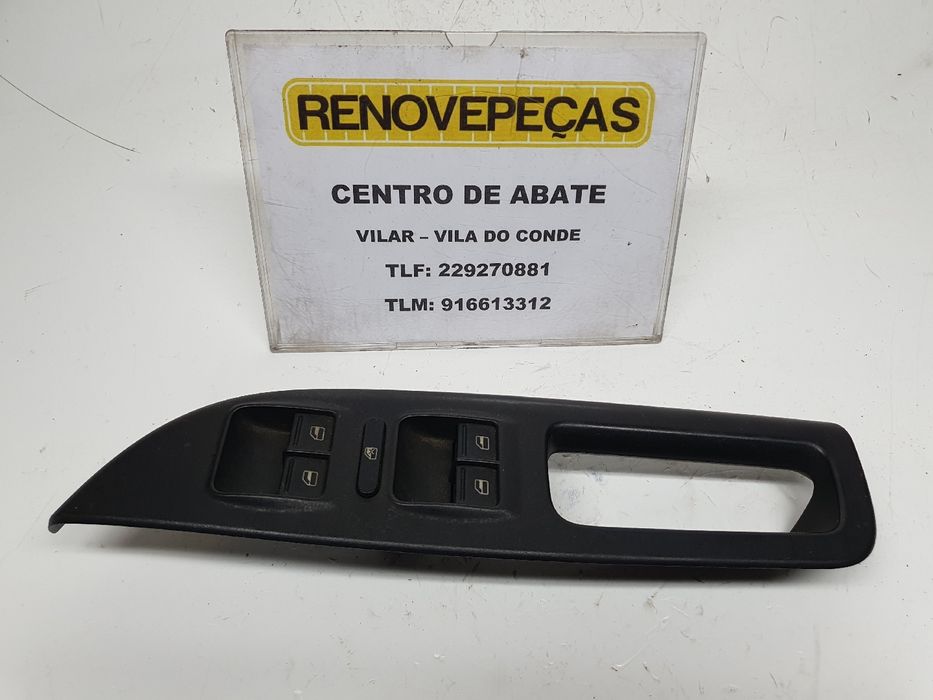 RENOVEPEÇAS
CENTRO DE ABATE
VILAR – VILA DO CONDE
TLF: 229270881
TLM: 916613312